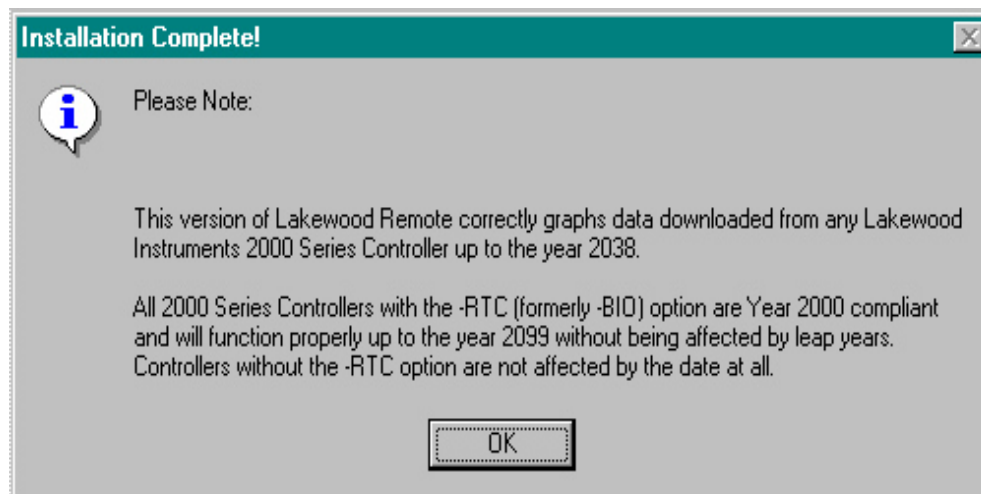 Installation Complete!
Please Note:
This version of Lakewood Remote correctly graphs data downloaded from any Lakewood
Instruments 2000 Series Controller up to the year 2038.
All 2000 Series Controllers with the -RTC (formerly -BIO) option are Year 2000 compliant
and will function properly up to the year 2099 without being affected by leap years.
Controllers without the -RTC option are not affected by the date at all.
OK